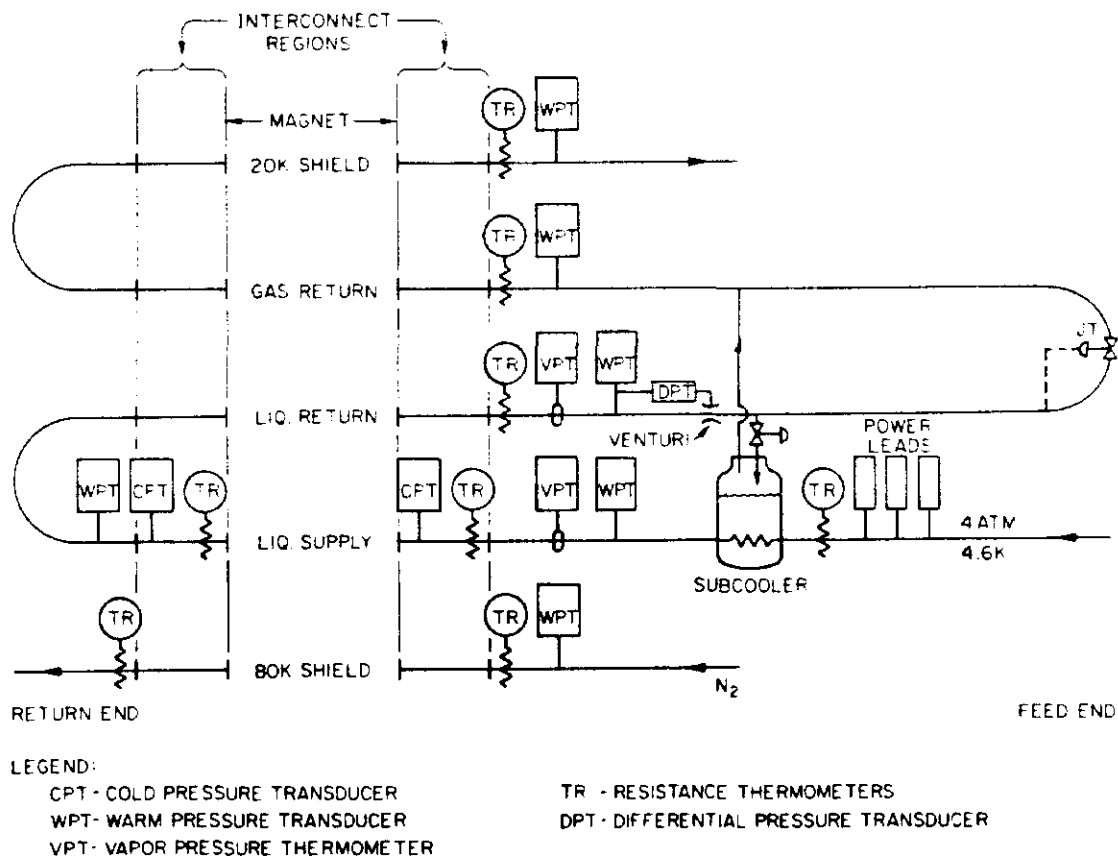 INTERCONNECT
REGIONS
TR WPT
MAGNET
20K SHIELD
TR WPT
GAS RETURN
JT
TR VPT WPT
DPT
LIQ. RETURN
VENTURI
POWER
LEADS
WPT CPT TR CPT TR VPT WPT TR
LIQ. SUPPLY
4 ATM
4.6K
SUBCOOLER
TR TR WPT
80K SHIELD
N2
RETURN END
FEED END
LEGEND:
CPT - COLD PRESSURE TRANSDUCER
TR - RESISTANCE THERMOMETERS
WPT- WARM PRESSURE TRANSDUCER
DPT- DIFFERENTIAL PRESSURE TRANSDUCER
VPT- VAPOR PRESSURE THERMOMETER